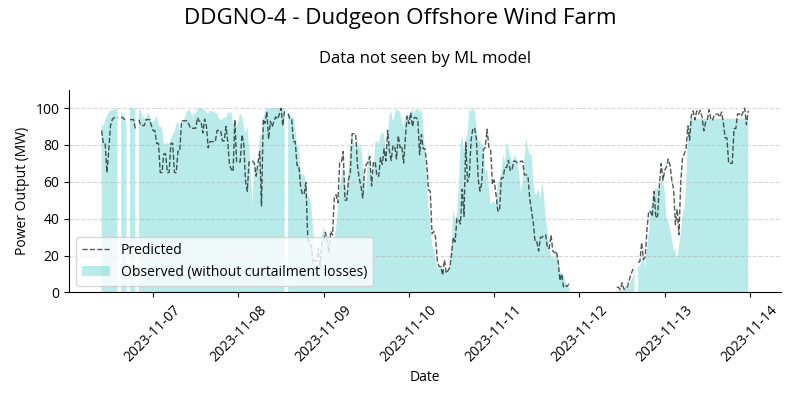 DDGNO-4 - Dudgeon Offshore Wind Farm
Data not seen by ML model
Power Output (MW)
100
80
60
40
20
0
Predicted
Observed (without curtailment losses)
2023-11-07
2023-11-08
2023-11-09
2023-11-10
2023-11-11
2023-11-12
2023-11-13
2023-11-14
Date